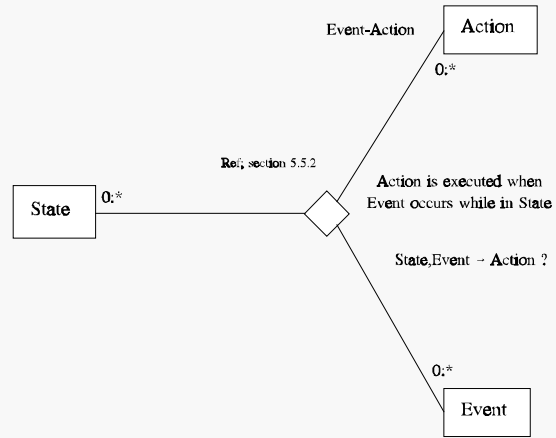 Event-Action
Action
0:*
Ref; section 5.5.2
Action is executed when
Event occurs while in State
State
0:*
State,Event - Action ?
0:*
Event